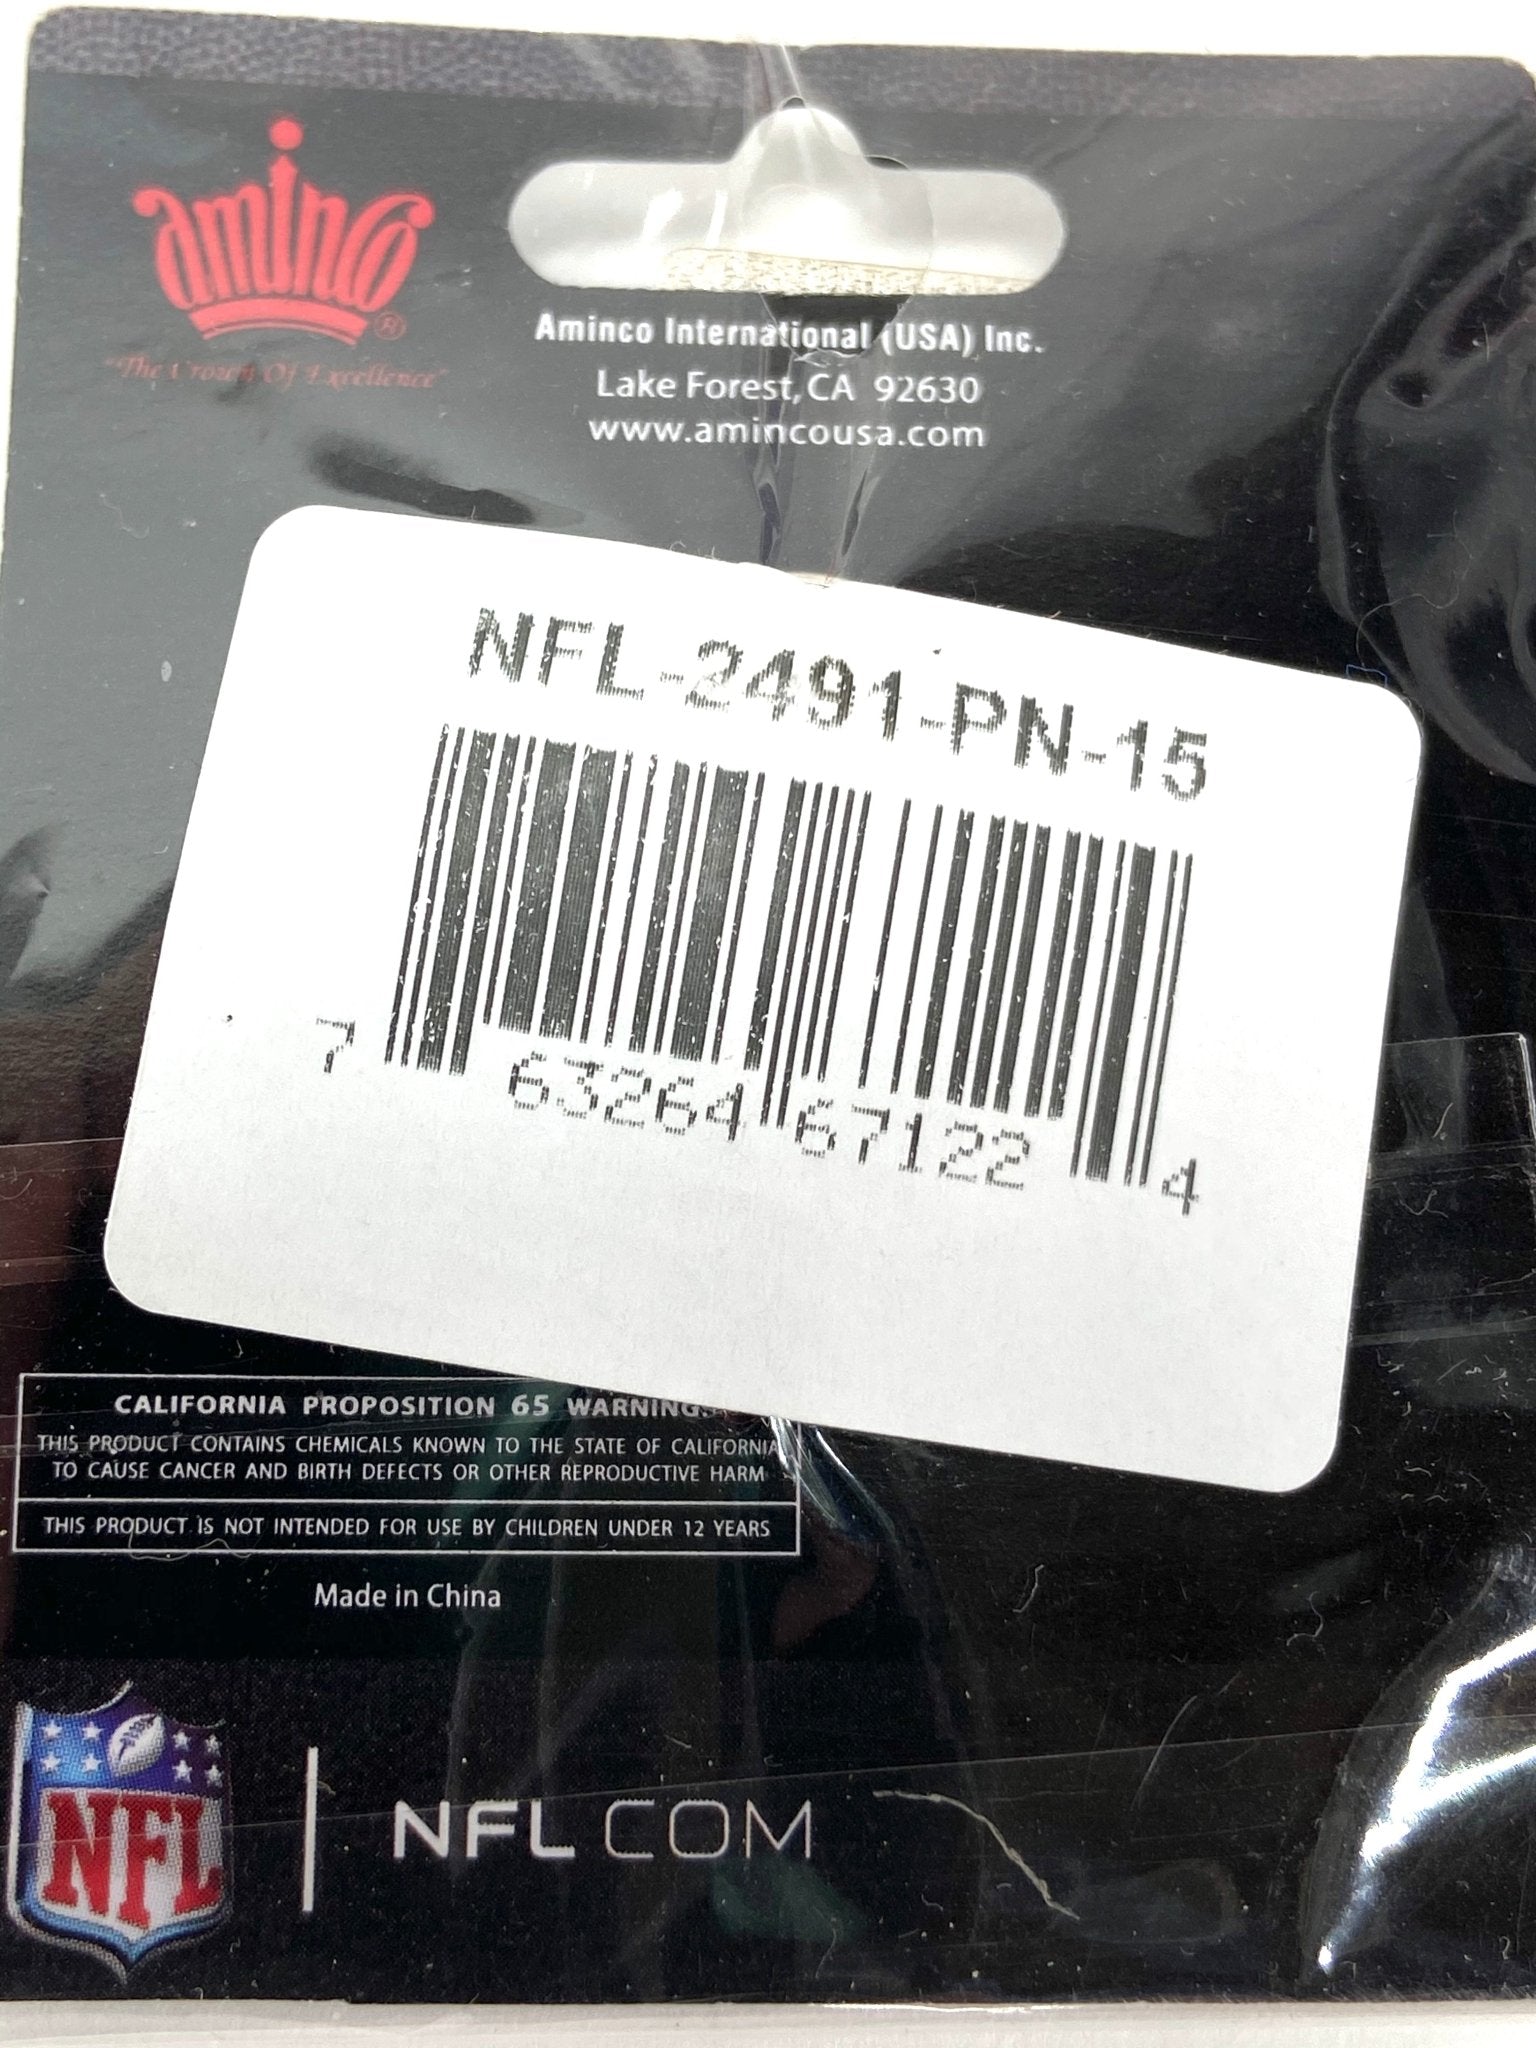 aminco ®
"The Crown Of Excellence"
Aminco International (USA) Inc.
Lake Forest, CA 92630
www.amincousa.com
NFL-2491-PN-15
7 63264 67122 4
CALIFORNIA PROPOSITION 65 WARNING:
THIS PRODUCT CONTAINS CHEMICALS KNOWN TO THE STATE OF CALIFORNIA
TO CAUSE CANCER AND BIRTH DEFECTS OR OTHER REPRODUCTIVE HARM
THIS PRODUCT IS NOT INTENDED FOR USE BY CHILDREN UNDER 12 YEARS
Made in China
NFL
NFL COM